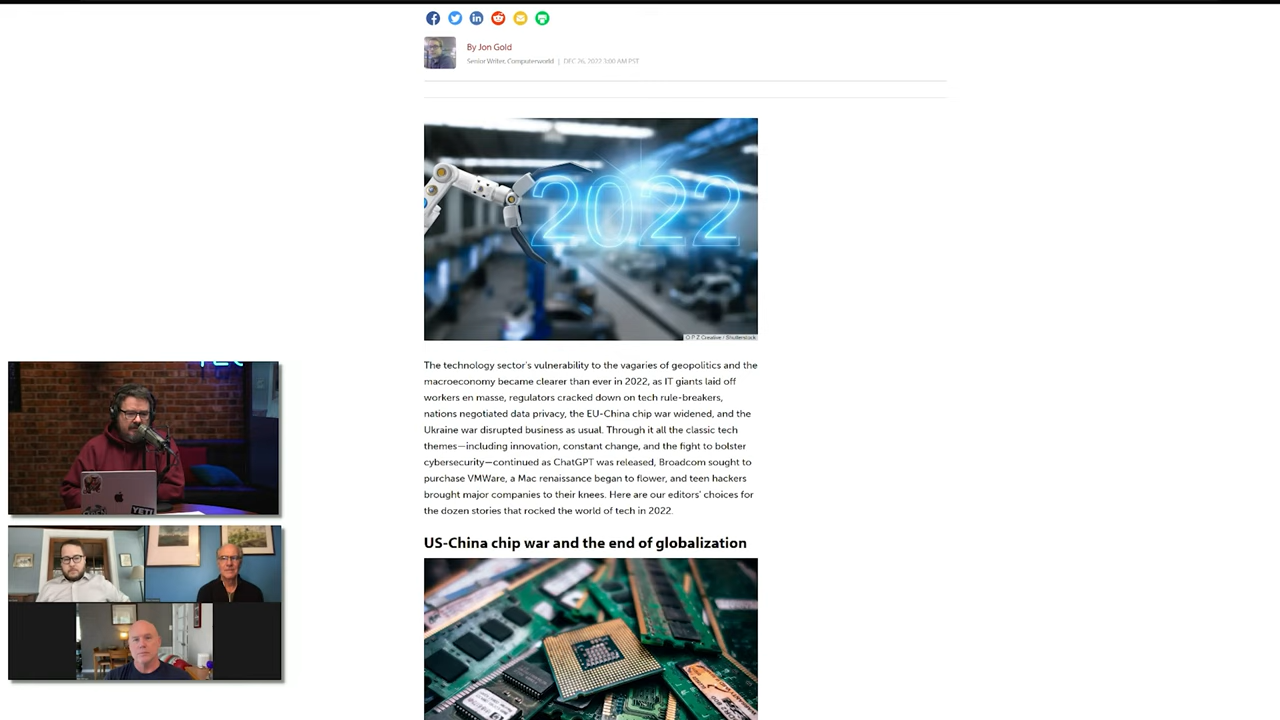 By Jon Gold
Senior Writer, Computerworld | DEC 26, 2022 3:00 AM PST
2022
O P Z Creative / Shutterstock
The technology sector's vulnerability to the vagaries of geopolitics and the
macroeconomy became clearer than ever in 2022, as IT giants laid off
workers en masse, regulators cracked down on tech rule-breakers,
nations negotiated data privacy, the EU-China chip war widened, and the
Ukraine war disrupted business as usual. Through it all the classic tech
themes—including innovation, constant change, and the fight to bolster
cybersecurity—continued as ChatGPT was released, Broadcom sought to
purchase VMWare, a Mac renaissance began to flower, and teen hackers
brought major companies to their knees. Here are our editors' choices for
the dozen stories that rocked the world of tech in 2022.
US-China chip war and the end of globalization
YETI